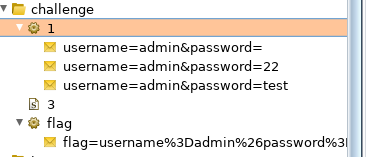 challenge
1
username=admin&password=
username=admin&password=22
username=admin&password=test
3
flag
flag=username%3Dadmin%26password%3